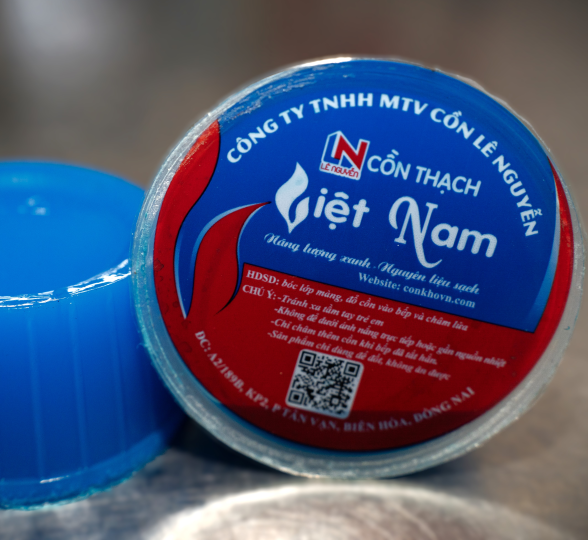 CÔNG TY TNHH MTV CỒN LÊ NGUYỄN
N
LÊ NGUYỄN
CỒN THẠCH
Việt Nam
Năng lượng xanh - Nguyên liệu sạch
Website: conkhovn.com
HDSD: bóc lớp màng, đổ cồn vào bếp và châm lửa
CHÚ Ý: -Tránh xa tầm tay trẻ em
-Không để dưới ánh nắng trực tiếp hoặc gần nguồn nhiệt
-Chỉ châm thêm cồn khi bếp đã tắt hẳn.
-Sản phẩm chỉ dùng để đốt, không ăn được
ĐC: A2/189B, KP2, P TÂN VẠN, BIÊN HÒA, ĐỒNG NAI